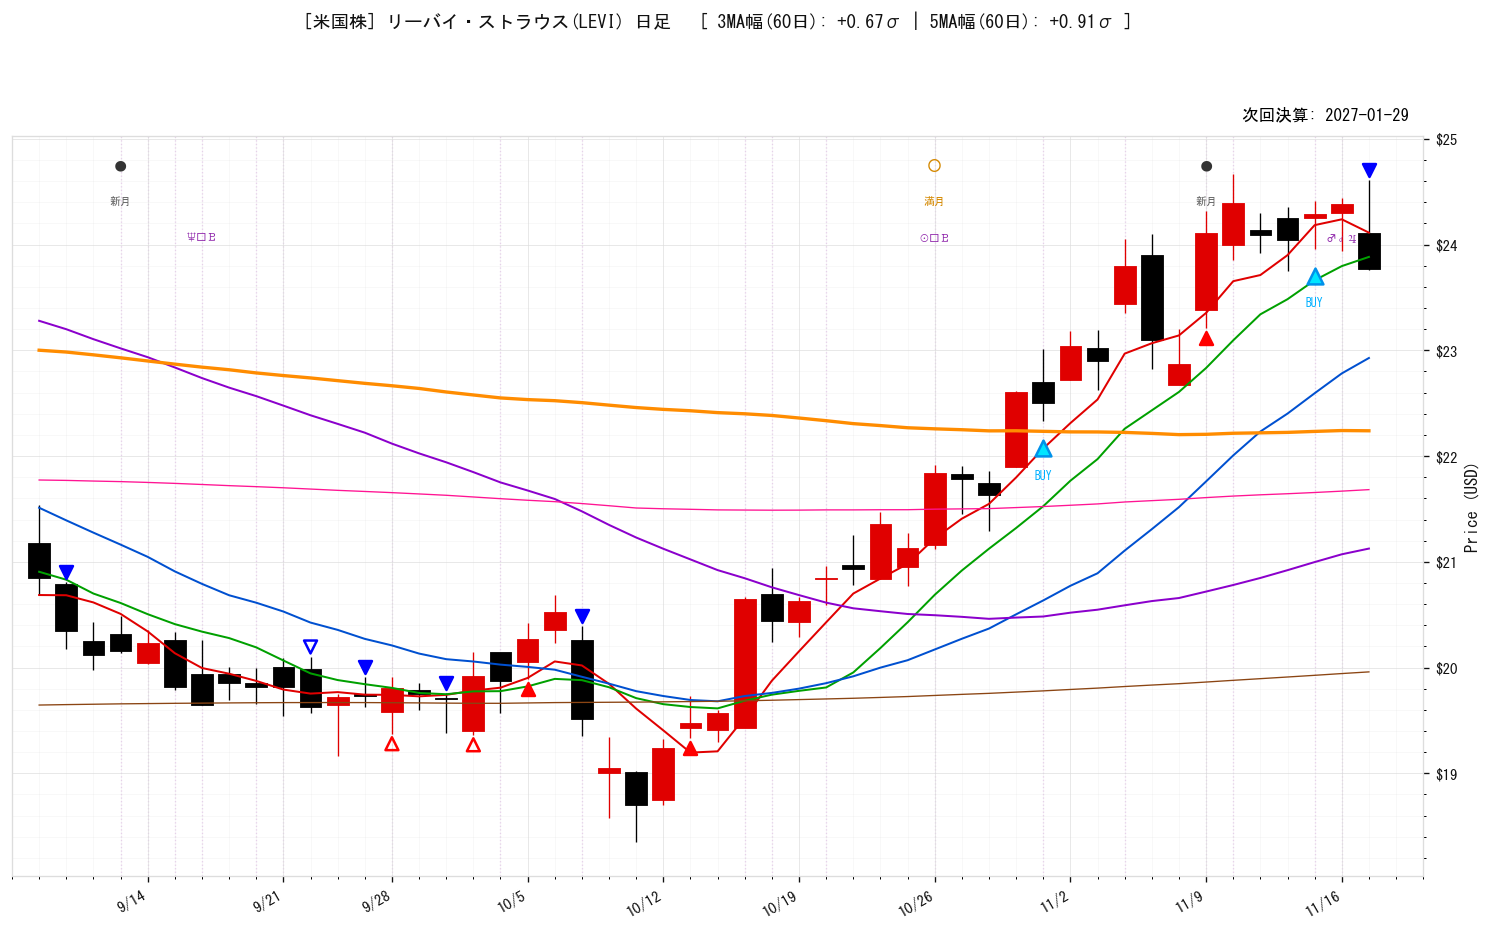 [米国株] リーバイ・ストラウス(LEVI) 日足　[ 3MA幅(60日): +0.67σ | 5MA幅(60日): +0.91σ ]
次回決算: 2027-01-29
新月
満月
新月
♆□♇
☉□♇
♂☌♃
BUY
BUY
$25
$24
$23
$22
$21
$20
$19
Price (USD)
9/14
9/21
9/28
10/5
10/12
10/19
10/26
11/2
11/9
11/16